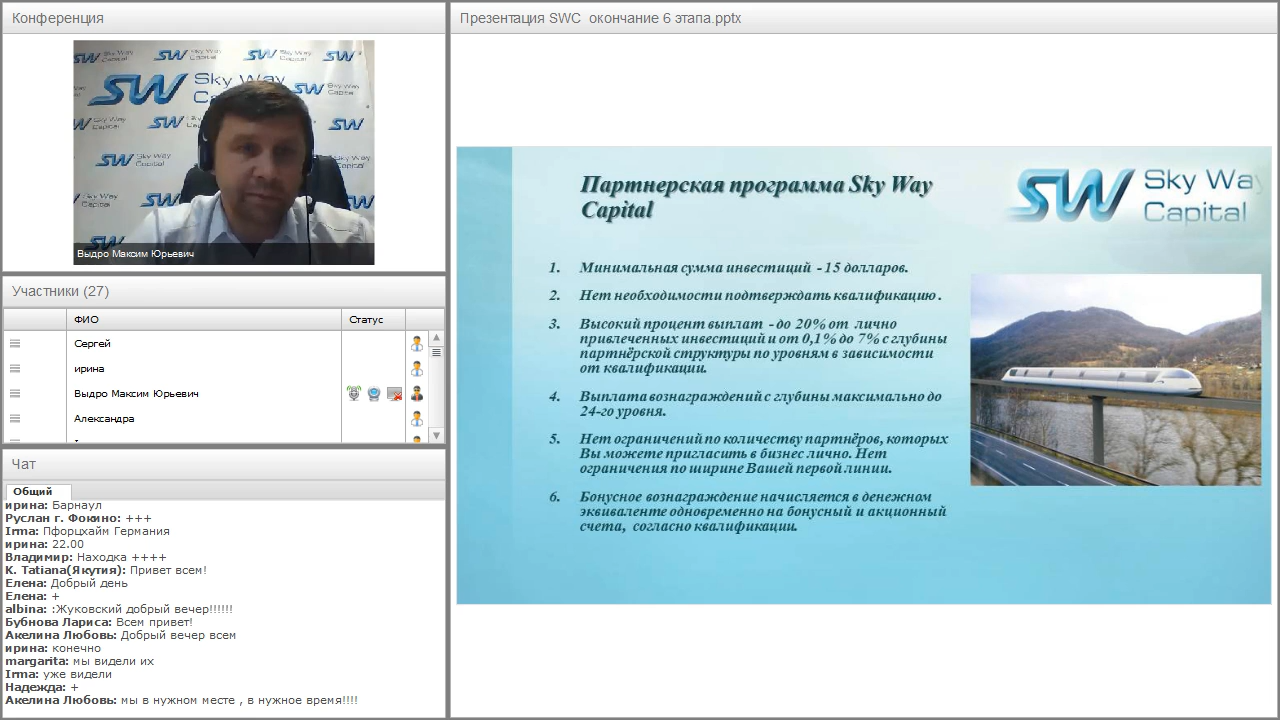 Конференция
SW Sky Way Capital
Выдро Максим Юрьевич
Участники (27)
ФИО Статус
Сергей
ирина
Выдро Максим Юрьевич
Александра
Чат
Общий
ирина: Барнаул
Руслан г. Фокино: +++
Irma: Пфорцхайм Германия
ирина: 22.00
Владимир: Находка ++++
K. Tatiana(Якутия): Привет всем!
Елена: Добрый день
Елена: +
albina: :Жуковский добрый вечер!!!!!!
Бубнова Лариса: Всем привет!
Акелина Любовь: Добрый вечер всем
ирина: конечно
margarita: мы видели их
Irma: уже видели
Надежда: +
Акелина Любовь: мы в нужном месте , в нужное время!!!!
Презентация SWC окончание 6 этапа.pptx
Партнерская программа Sky Way
Capital
SW Sky Way
Capital
1. Минимальная сумма инвестиций - 15 долларов.
2. Нет необходимости подтверждать квалификацию .
3. Высокий процент выплат - до 20% от лично
привлеченных инвестиций и от 0,1% до 7% с глубины
партнёрской структуры по уровням в зависимости
от квалификации.
4. Выплата вознаграждений с глубины максимально до
24-го уровня.
5. Нет ограничений по количеству партнёров, которых
Вы можете пригласить в бизнес лично. Нет
ограничения по ширине Вашей первой линии.
6. Бонусное вознаграждение начисляется в денежном
эквиваленте одновременно на бонусный и акционный
счета, согласно квалификации.